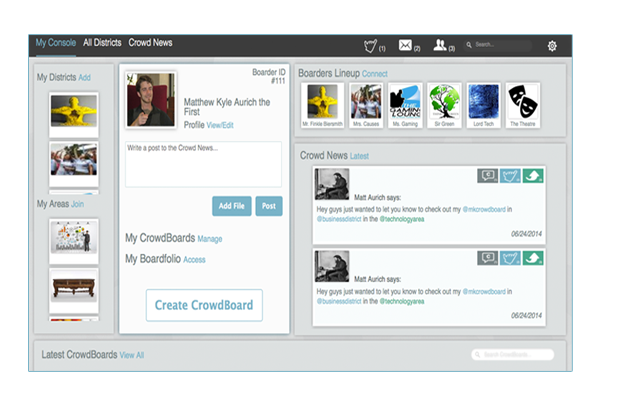 My Console All Districts Crowd News
(1) (2) (3) Search...
My Districts Add
My Areas Join
Boarder ID
#111
Matthew Kyle Aurich the
First
Profile View/Edit
Write a post to the Crowd News...
Add File Post
My CrowdBoards Manage
My Boardfolio Access
Create CrowdBoard
Boarders Lineup Connect
THE
GAMING
LOUNGE
Mr. Finkle Biersmith Mrs. Causes Ms. Gaming Sir Green Lord Tech The Theatre
Crowd News Latest
Matt Aurich says:
Hey guys just wanted to let you know to check out my @mkcrowdboard in
@businessdistrict in the @technologyarea
06/24/2014
Matt Aurich says:
Hey guys just wanted to let you know to check out my @mkcrowdboard in
@businessdistrict in the @technologyarea
06/24/2014
Latest CrowdBoards View All
Search CrowdBoards...